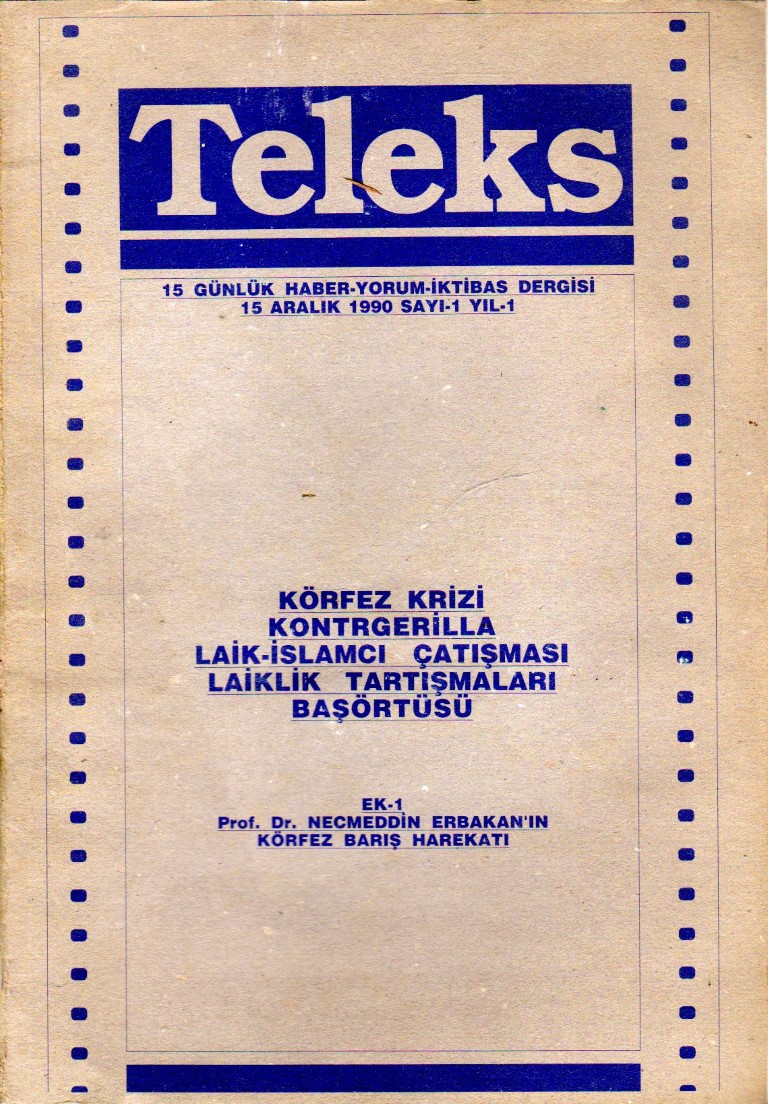 Teleks
15 GÜNLÜK HABER-YORUM-İKTİBAS DERGİSİ
15 ARALIK 1990 SAYI-1 YIL-1
KÖRFEZ KRİZİ
KONTRGERİLLA
LAİK-İSLAMCI ÇATIŞMASI
LAİKLİK TARTIŞMALARI
BAŞÖRTÜSÜ
EK-1
Prof. Dr. NECMEDDİN ERBAKAN'IN
KÖRFEZ BARIŞ HAREKATI